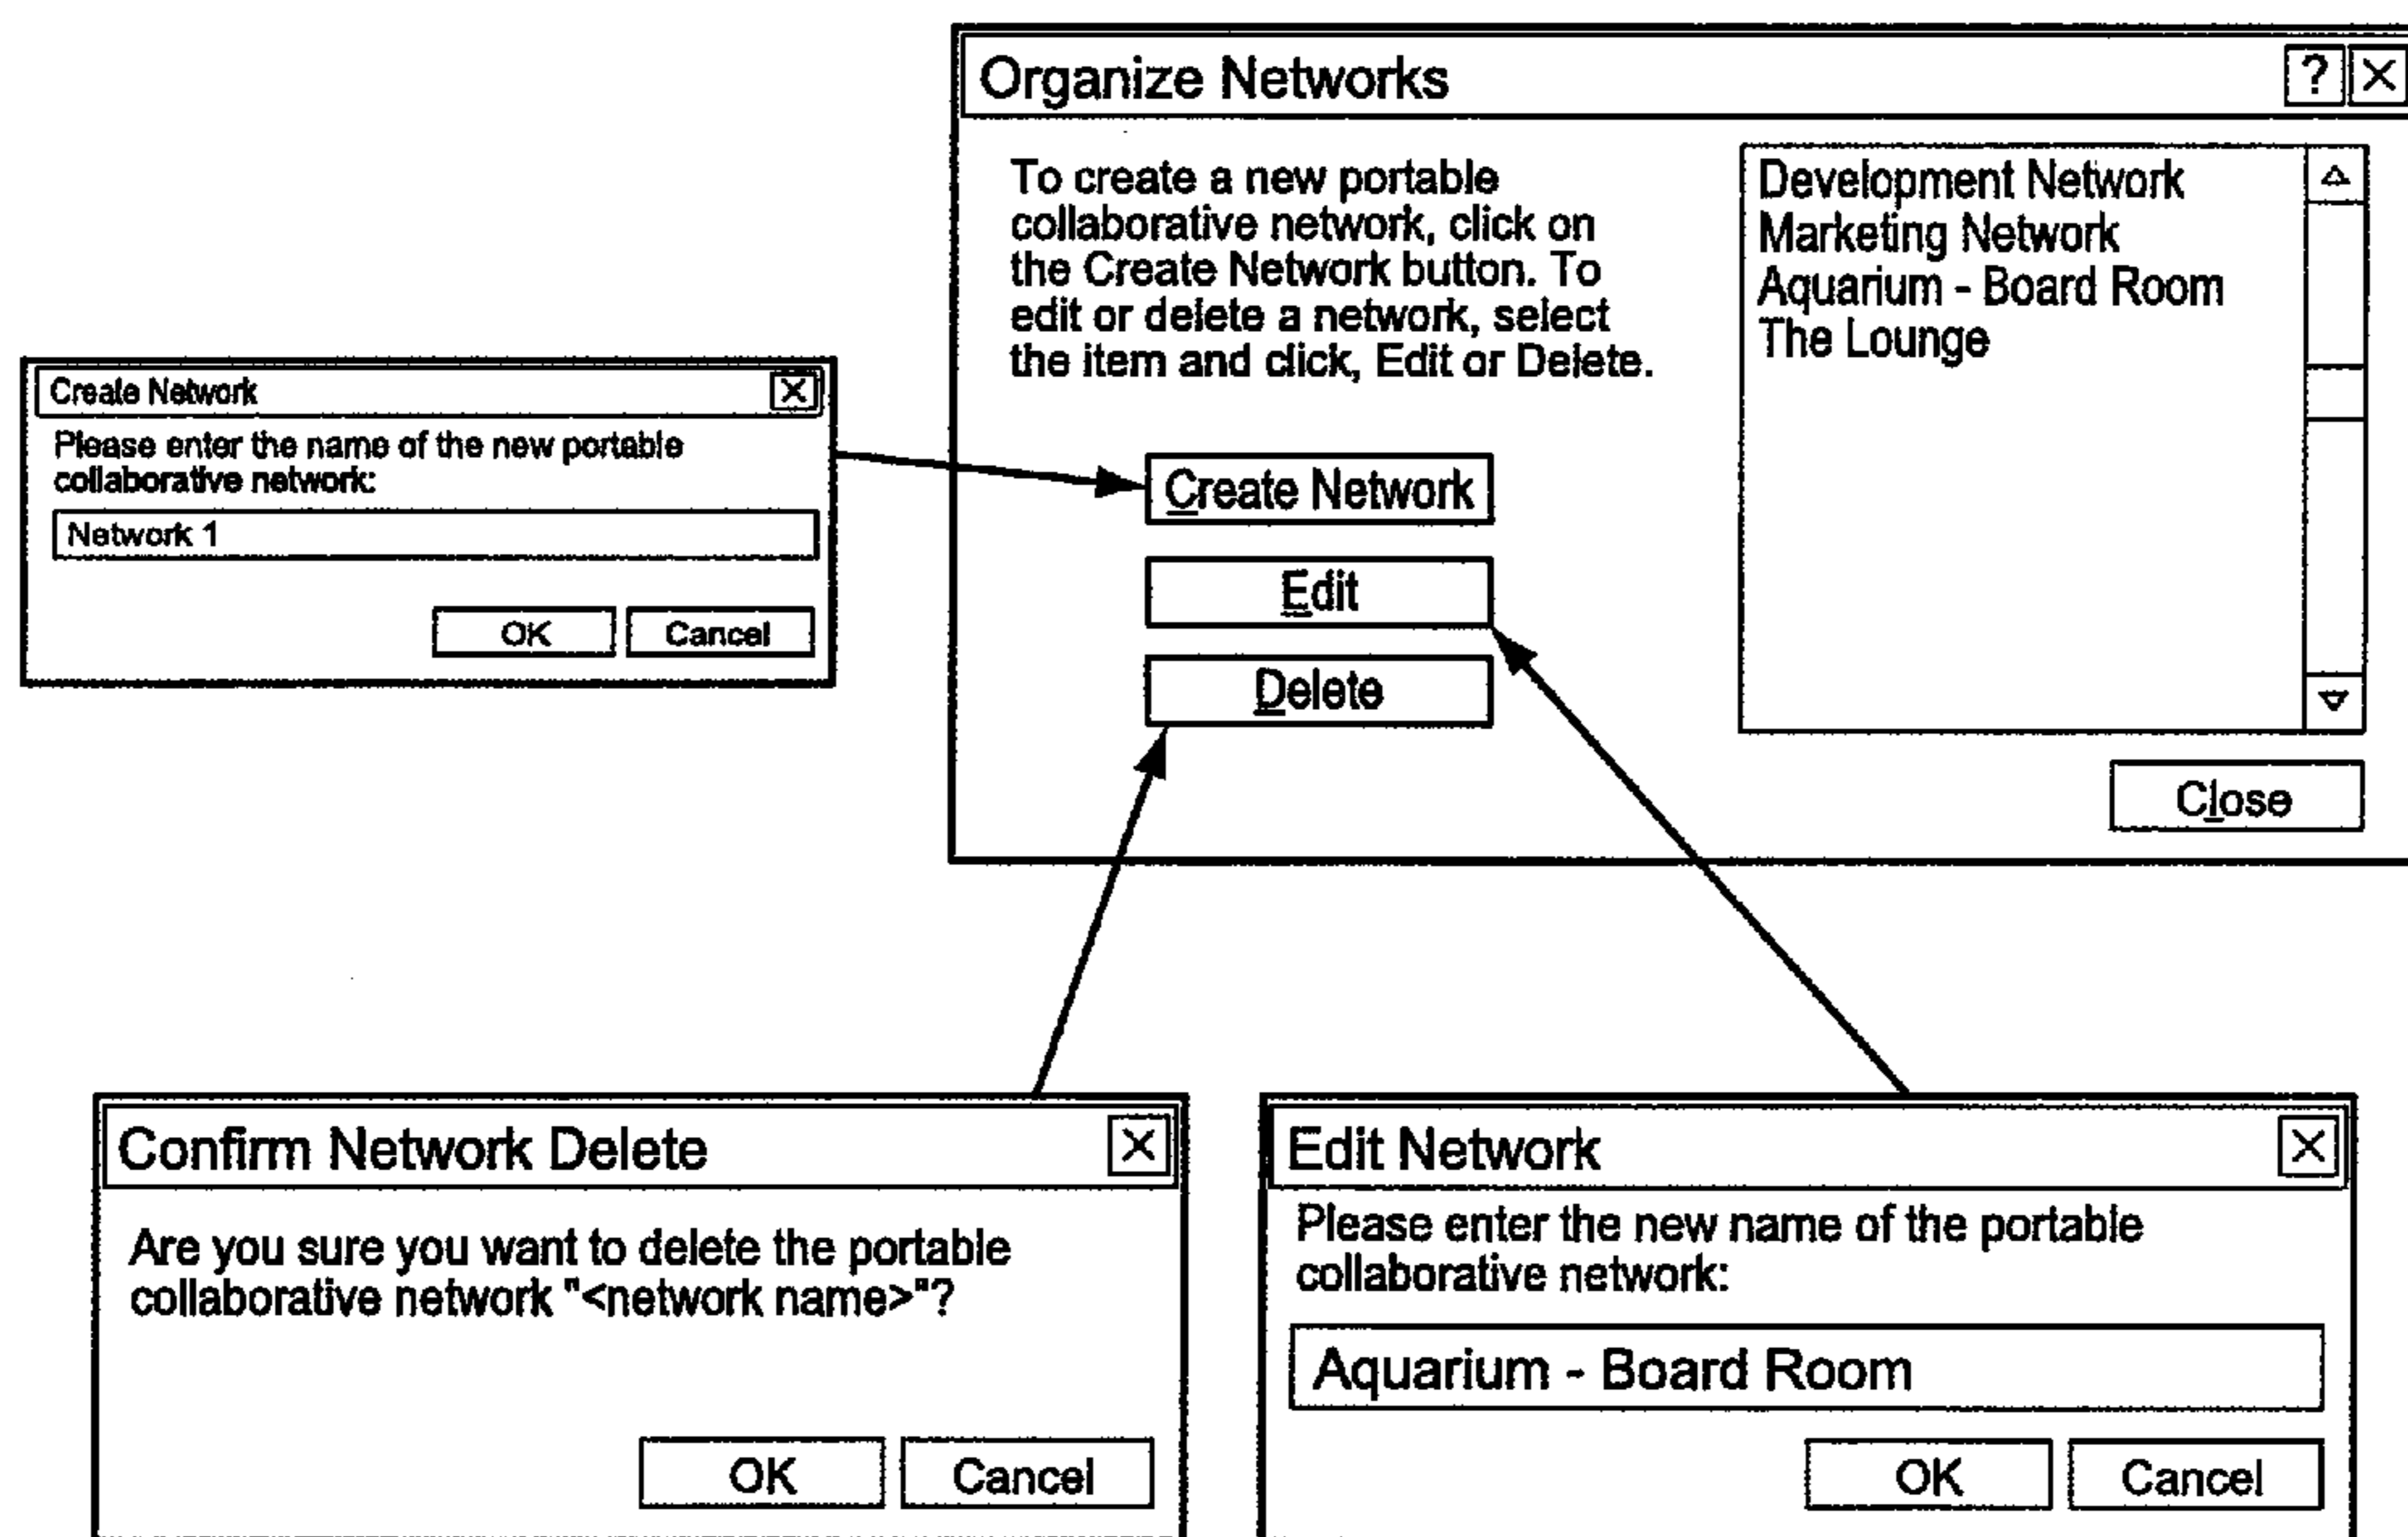 Organize Networks
?
To create a new portable
collaborative network, click on
the Create Network button. To
edit or delete a network, select
the item and click, Edit or Delete.
Development Network
Marketing Network
Aquarium - Board Room
The Lounge
Create Network
Edit
Delete
Close
Create Network
Please enter the name of the new portable
collaborative network:
Network 1
OK Cancel
Confirm Network Delete
Are you sure you want to delete the portable
collaborative network "<network name>"?
OK Cancel
Edit Network
Please enter the new name of the portable
collaborative network:
Aquarium - Board Room
OK Cancel